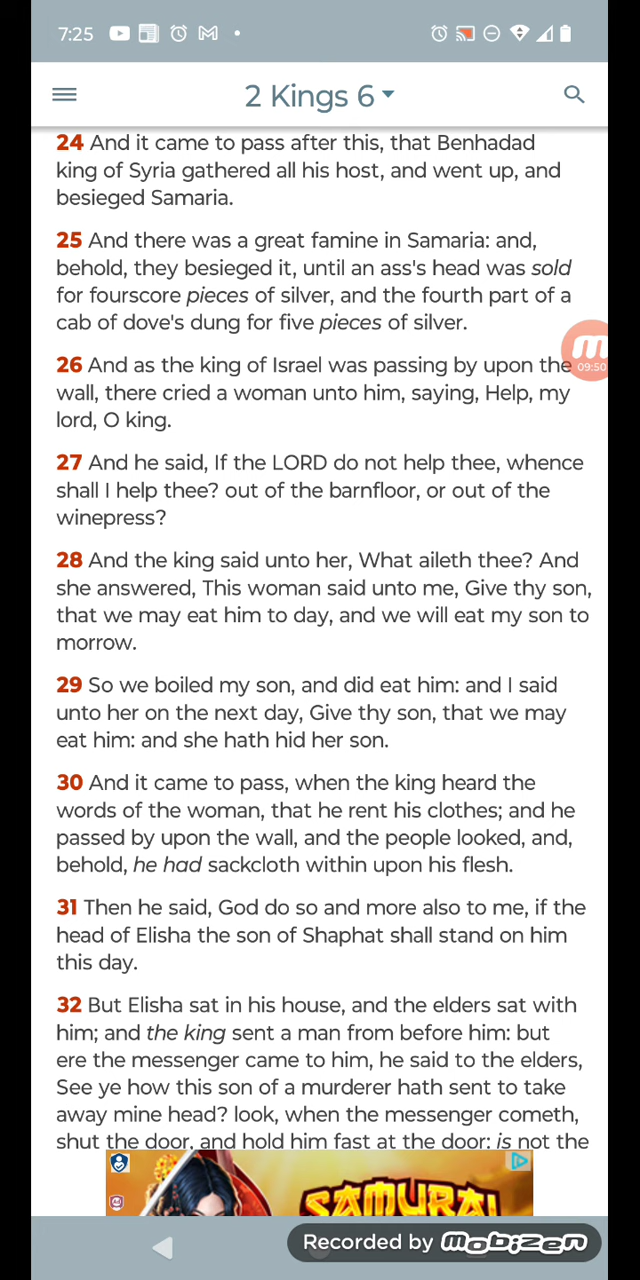 7:25
2 Kings 6
24 And it came to pass after this, that Benhadad
king of Syria gathered all his host, and went up, and
besieged Samaria.
25 And there was a great famine in Samaria: and,
behold, they besieged it, until an ass's head was sold
for fourscore pieces of silver, and the fourth part of a
cab of dove's dung for five pieces of silver.
26 And as the king of Israel was passing by upon the
wall, there cried a woman unto him, saying, Help, my
lord, O king.
m
09:50
27 And he said, If the LORD do not help thee, whence
shall I help thee? out of the barnfloor, or out of the
winepress?
28 And the king said unto her, What aileth thee? And
she answered, This woman said unto me, Give thy son,
that we may eat him to day, and we will eat my son to
morrow.
29 So we boiled my son, and did eat him: and I said
unto her on the next day, Give thy son, that we may
eat him: and she hath hid her son.
30 And it came to pass, when the king heard the
words of the woman, that he rent his clothes; and he
passed by upon the wall, and the people looked, and,
behold, he had sackcloth within upon his flesh.
31 Then he said, God do so and more also to me, if the
head of Elisha the son of Shaphat shall stand on him
this day.
32 But Elisha sat in his house, and the elders sat with
him; and the king sent a man from before him: but
ere the messenger came to him, he said to the elders,
See ye how this son of a murderer hath sent to take
away mine head? look, when the messenger cometh,
shut the door, and hold him fast at the door: is not the
SAMURAI
Recorded by mobizen